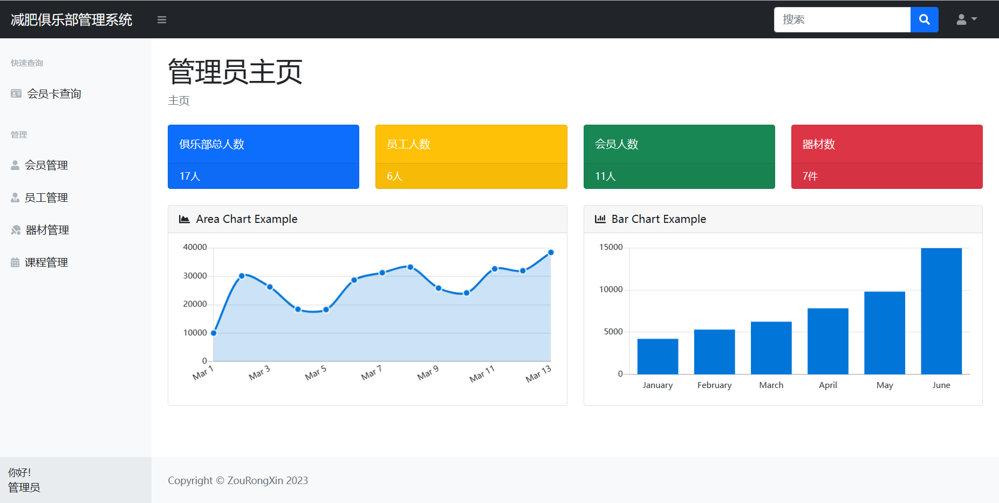 减肥俱乐部管理系统
搜索
快速查询
会员卡查询
管理
会员管理
员工管理
器材管理
课程管理
你好!
管理员
管理员主页
主页
俱乐部总人数
17人
员工人数
6人
会员人数
11人
器材数
7件
Area Chart Example
40000
30000
20000
10000
0
Mar 1
Mar 3
Mar 5
Mar 7
Mar 9
Mar 11
Mar 13
Bar Chart Example
15000
10000
5000
0
January
February
March
April
May
June
Copyright © ZouRongXin 2023